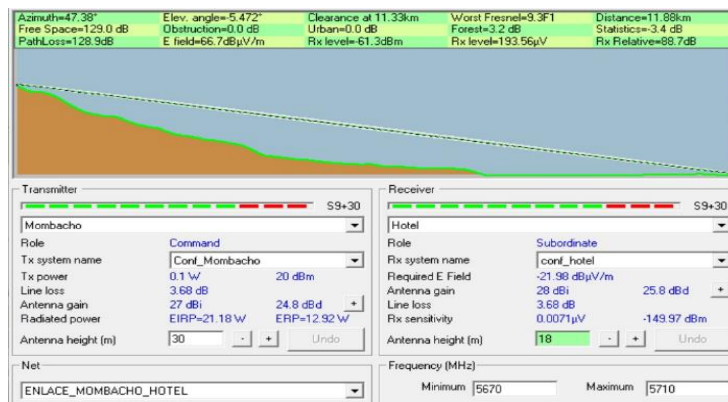 Azimuth=47.38° Elev. angle=-5.472° Clearance at 11.33km Worst Fresnel=9.3F1 Distance=11.88km
Free Space=129.0 dB Obstruction=0.0 dB Urban=0.0 dB Forest=3.2 dB Statistics=-3.4 dB
PathLoss=128.9dB E field=66.7dBµV/m Rx level=-61.3dBm Rx level=193.56µV Rx Relative=88.7dB
Transmitter
S9+30
Mombacho
Role Command
Tx system name Conf_Mombacho
Tx power 0.1 W 20 dBm
Line loss 3.68 dB
Antenna gain 27 dBi 24.8 dBd +
Radiated power EIRP=21.18 W ERP=12.92 W
Antenna height (m) 30 - + Undo
Net
ENLACE_MOMBACHO_HOTEL
Receiver
S9+30
Hotel
Role Subordinate
Rx system name conf_hotel
Required E Field -21.98 dBµV/m
Antenna gain 28 dBi 25.8 dBd +
Line loss 3.68 dB
Rx sensitivity 0.0071µV -149.97 dBm
Antenna height (m) 18 - + Undo
Frequency (MHz)
Minimum 5670 Maximum 5710